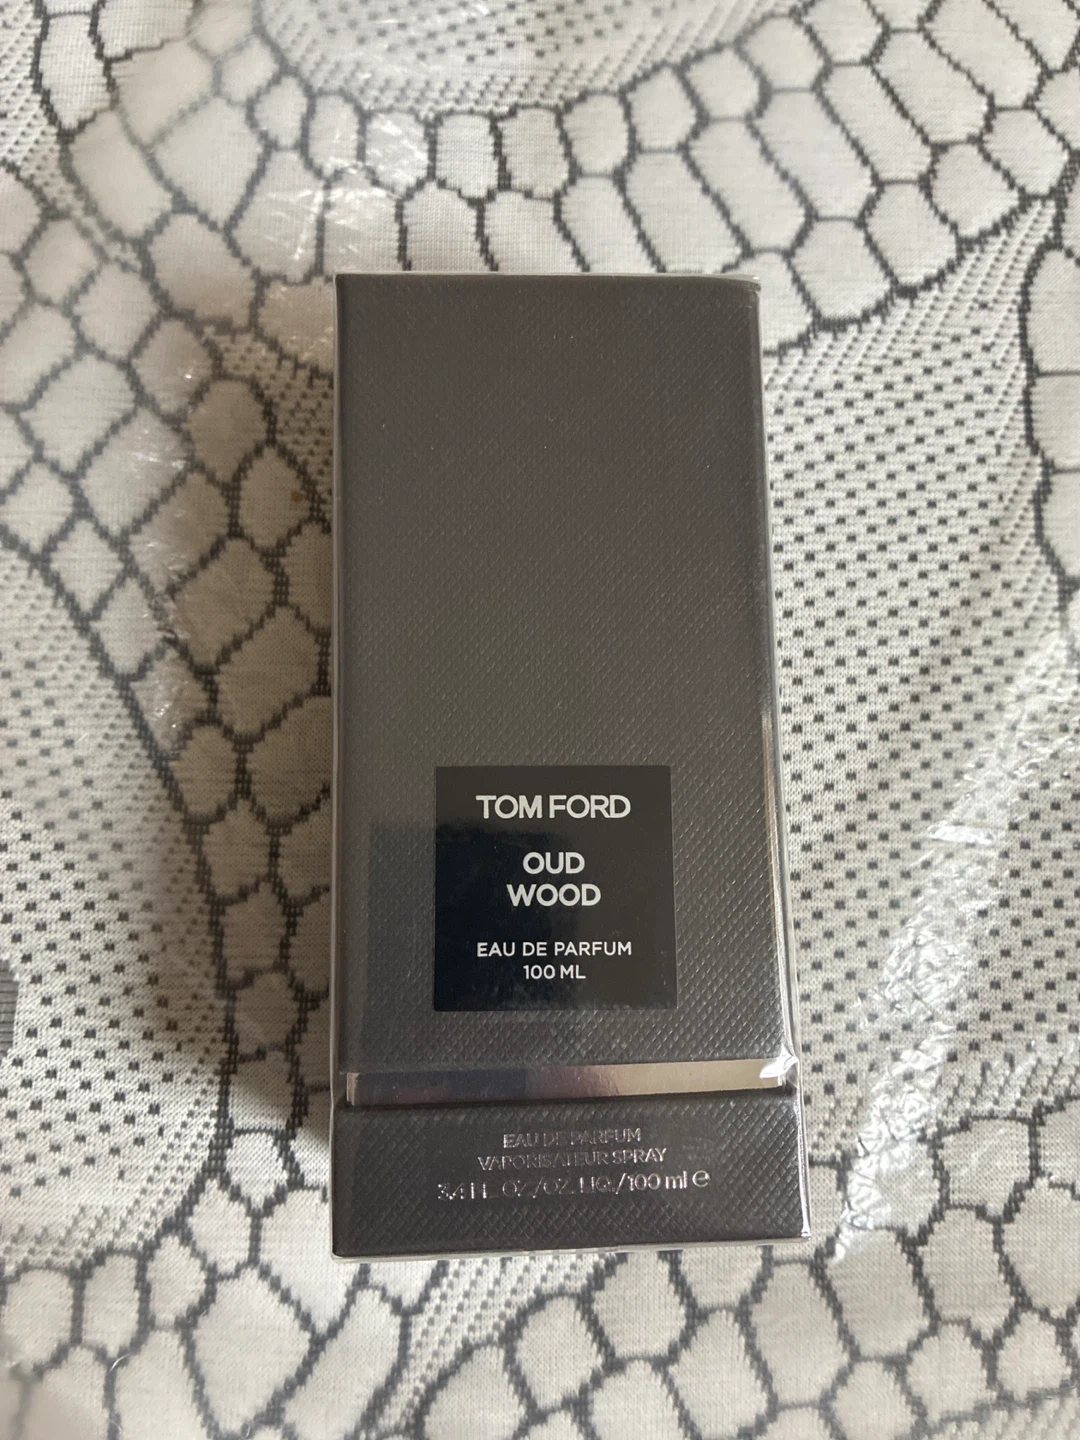 TOM FORD
OUD
WOOD
EAU DE PARFUM
100 ML
EAU DE PARFUM
VAPORISATEUR SPRAY
3.4 FL. OZ./OZ. LIQ./100 ml ℮